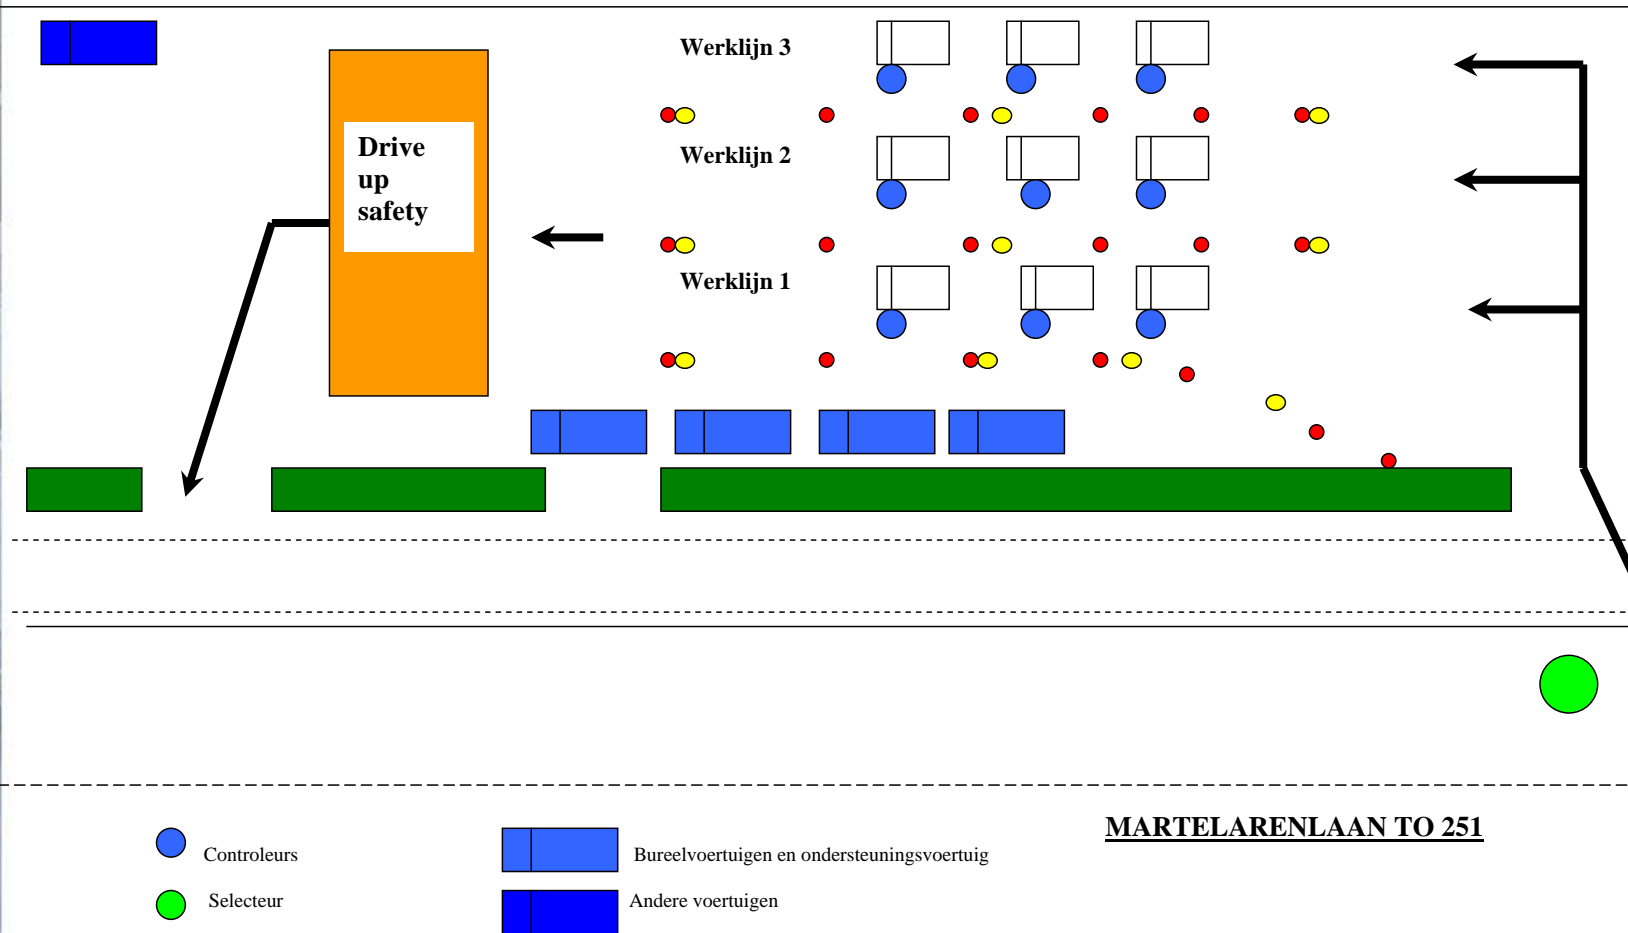 Werklijn 3
Drive
up
safety
Werklijn 2
Werklijn 1
MARTELARENLAAN TO 251
Controleurs
Bureelvoertuigen en ondersteuningsvoertuig
Selecteur
Andere voertuigen